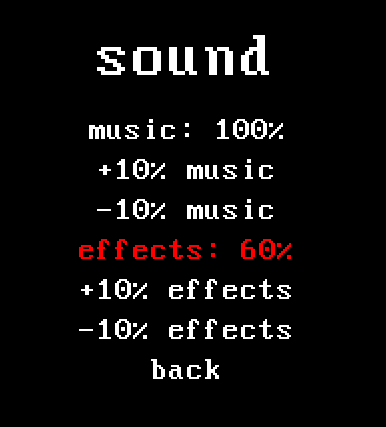 sound
music: 100%
+10% music
-10% music
effects: 60%
+10% effects
-10% effects
back